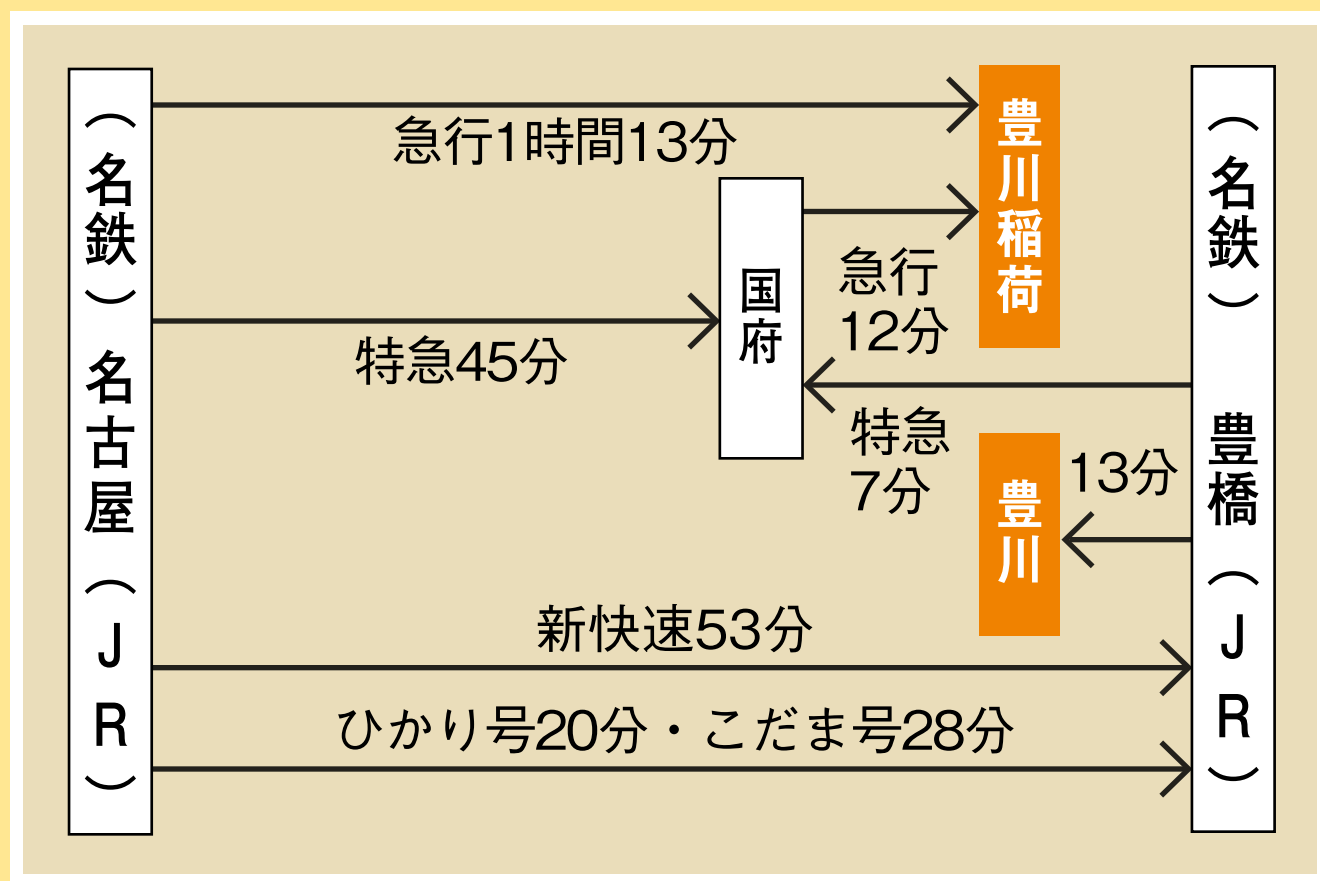 （名鉄）名古屋（ＪＲ）
急行1時間13分
豊川稲荷
国府
急行
12分
特急45分
特急
7分
豊川
13分
新快速53分
ひかり号20分・こだま号28分
（名鉄）豊橋（ＪＲ）